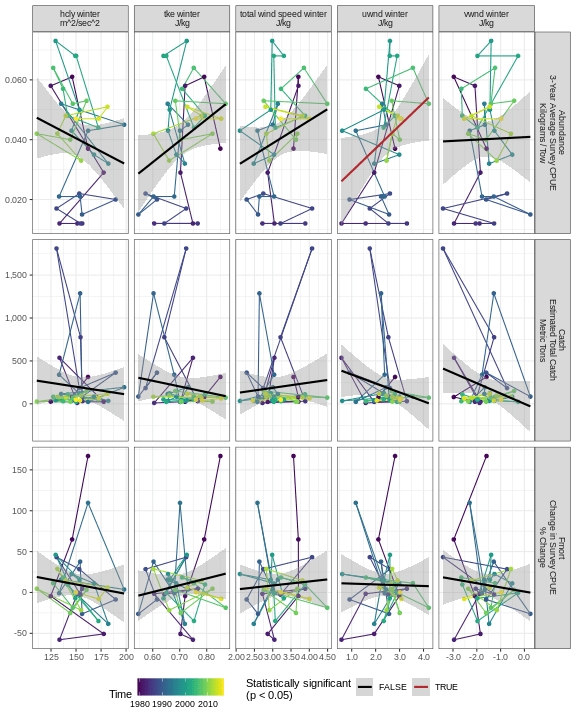 hcly winter
m^2/sec^2
tke winter
J/kg
total wind speed winter
J/kg
uwnd winter
J/kg
vwnd winter
J/kg
0.060
0.040
0.020
Abundance
3-Year Average Survey CPUE
Kilograms / Tow
1,500
1,000
500
0
Catch
Estimated Total Catch
Metric Tons
150
100
50
0
-50
Fmort
Change in Survey CPUE
% Change
125 150 175 200
0.60 0.70 0.80
2.00 2.50 3.00 3.50 4.00 4.50
1.0 2.0 3.0 4.0
-3.0 -2.0 -1.0 0.0
Time
1980 1990 2000 2010
Statistically significant
(p < 0.05)
FALSE
TRUE